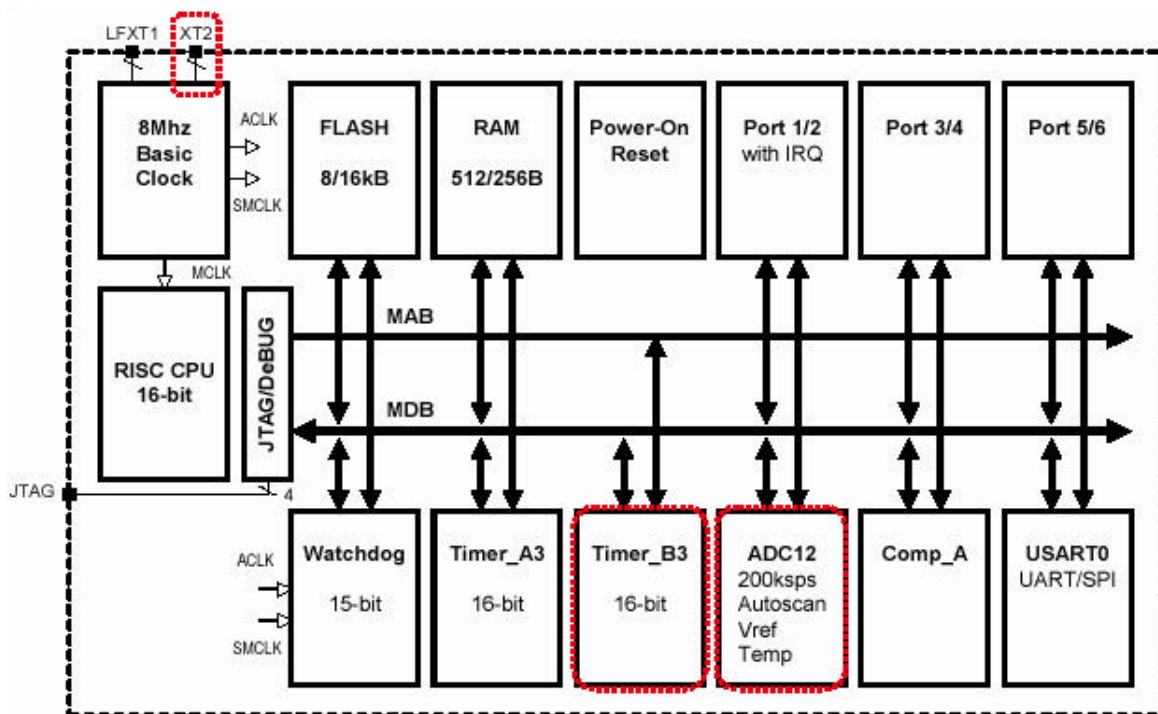 LFXT1 XT2
8Mhz
Basic
Clock
ACLK
SMCLK
FLASH
8/16kB
RAM
512/256B
Power-On
Reset
Port 1/2
with IRQ
Port 3/4
Port 5/6
MCLK
RISC CPU
16-bit
JTAG/DeBUG
MAB
MDB
JTAG
4
ACLK
SMCLK
Watchdog
15-bit
Timer_A3
16-bit
Timer_B3
16-bit
ADC12
200ksps
Autoscan
Vref
Temp
Comp_A
USART0
UART/SPI